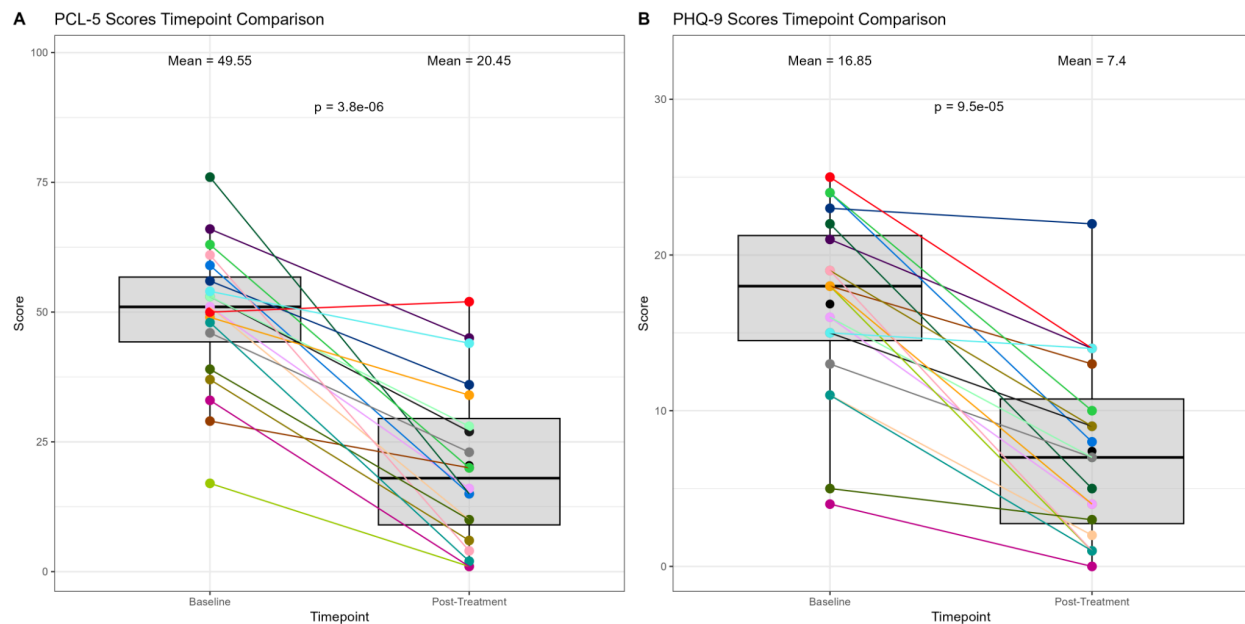 A PCL-5 Scores Timepoint Comparison
100
75
50
25
0
Score
Mean = 49.55 Mean = 20.45
p = 3.8e-06
Baseline Post-Treatment
Timepoint
B PHQ-9 Scores Timepoint Comparison
30
20
10
0
Score
Mean = 16.85 Mean = 7.4
p = 9.5e-05
Baseline Post-Treatment
Timepoint